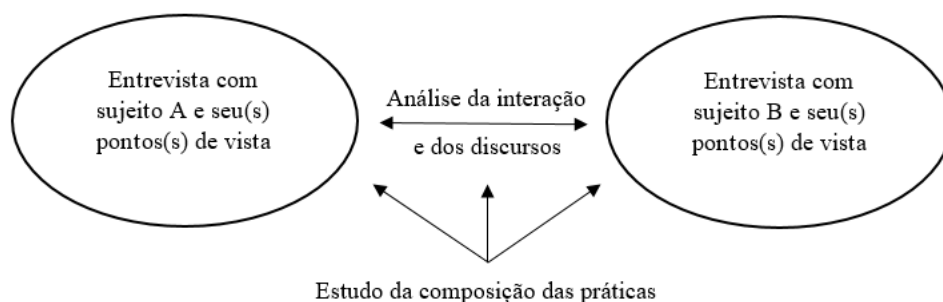 Entrevista com
sujeito A e seu(s)
pontos(s) de vista
Análise da interação
e dos discursos
Entrevista com
sujeito B e seu(s)
pontos(s) de vista
Estudo da composição das práticas